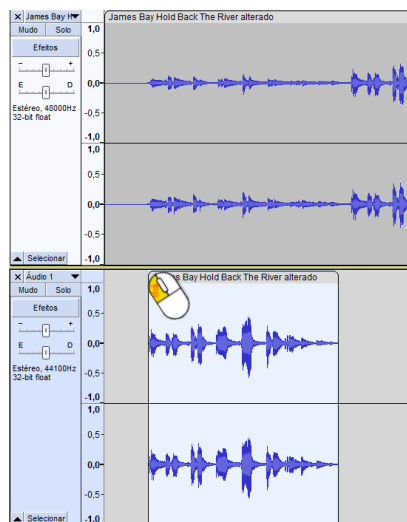 James Bay H
James Bay Hold Back The River alterado
Mudo Solo
Efeitos
- +
E D
Estéreo, 48000Hz
32-bit float
Selecionar
1,0
0,5-
0,0-
-0,5-
-1,0
1,0
0,5-
0,0-
-0,5-
-1,0
Áudio 1
es Bay Hold Back The River alterado
Mudo Solo
Efeitos
- +
E D
Estéreo, 44100Hz
32-bit float
Selecionar
1,0
0,5-
0,0-
-0,5-
-1,0
1,0
0,5-
0,0-
-0,5-
-1,0